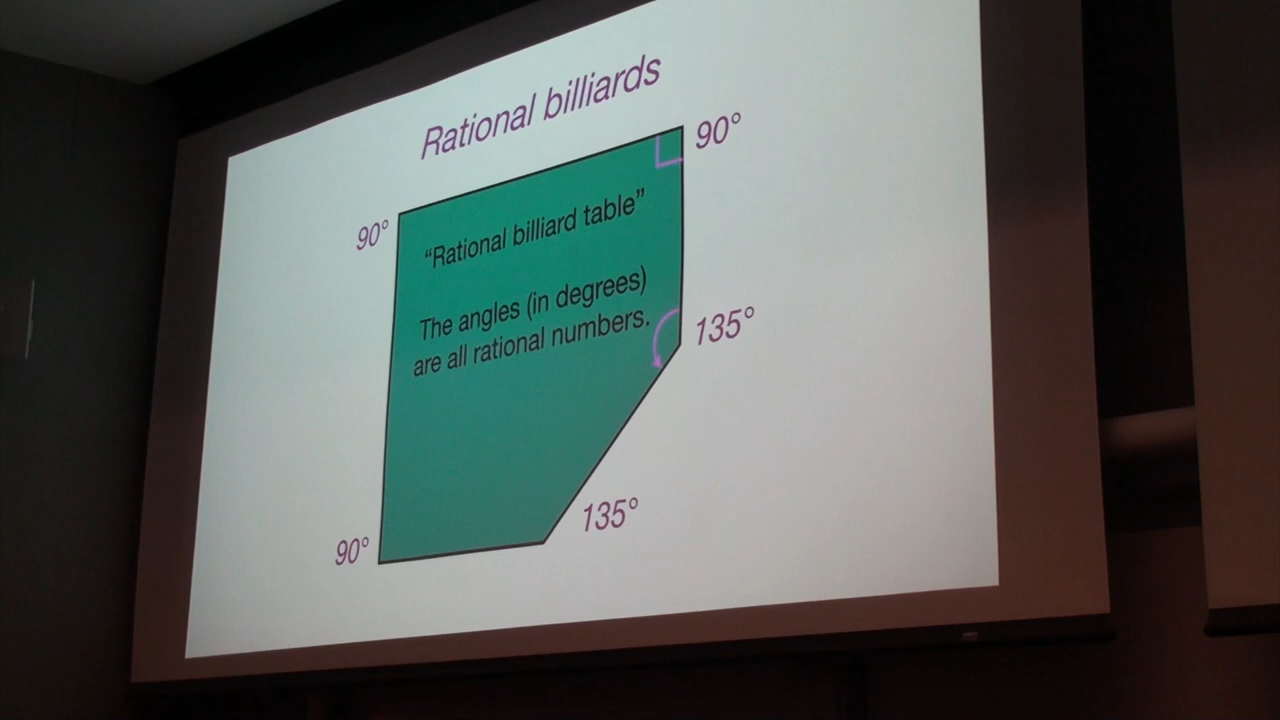 Rational billiards
90°
90°
“Rational billiard table”
The angles (in degrees)
are all rational numbers.
135°
135°
90°